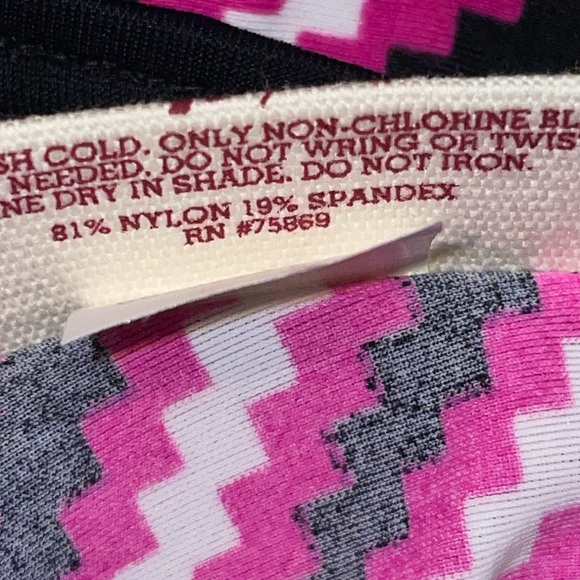 SH COLD. ONLY NON-CHLORINE BL
NEEDED. DO NOT WRING OR TWIS
NE DRY IN SHADE. DO NOT IRON.
81% NYLON 19% SPANDEX
RN #75869